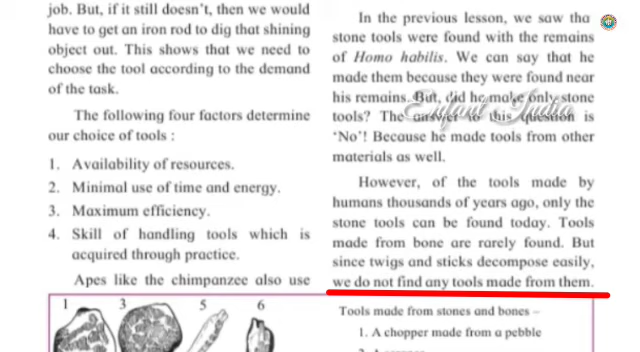 job. But, if it still doesn't, then we would
have to get an iron rod to dig that shining
object out. This shows that we need to
choose the tool according to the demand
of the task.
The following four factors determine
our choice of tools :
1. Availability of resources.
2. Minimal use of time and energy.
3. Maximum efficiency.
4. Skill of handling tools which is
acquired through practice.
Apes like the chimpanzee also use
1 3 5 6
In the previous lesson, we saw tha
stone tools were found with the remains
of Homo habilis. We can say that he
made them because they were found near
his remains. But, did he make only stone
tools? The answer to this question is
'No'! Because he made tools from other
materials as well.
However, of the tools made by
humans thousands of years ago, only the
stone tools can be found today. Tools
made from bone are rarely found. But
since twigs and sticks decompose easily,
we do not find any tools made from them.
Tools made from stones and bones –
1. A chopper made from a pebble
Enfant India